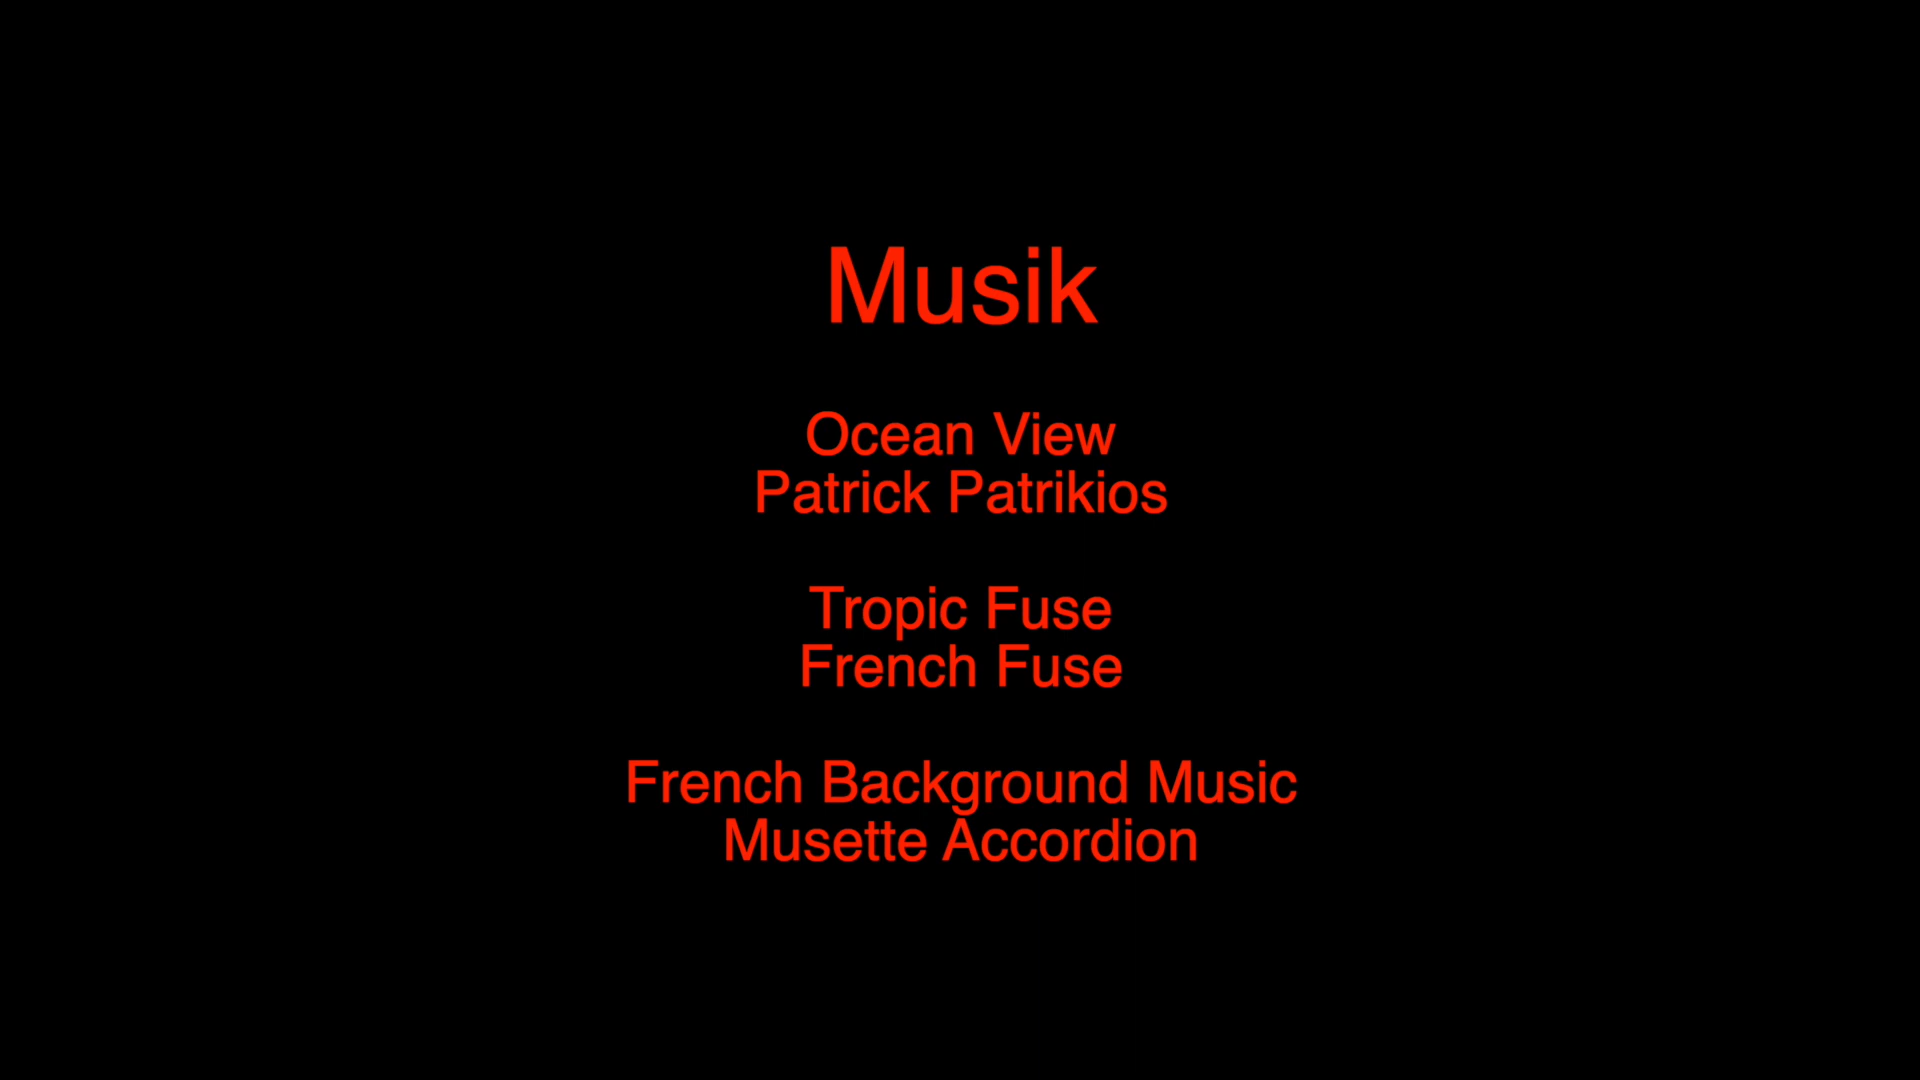 Musik
Ocean View
Patrick Patrikios
Tropic Fuse
French Fuse
French Background Music
Musette Accordion